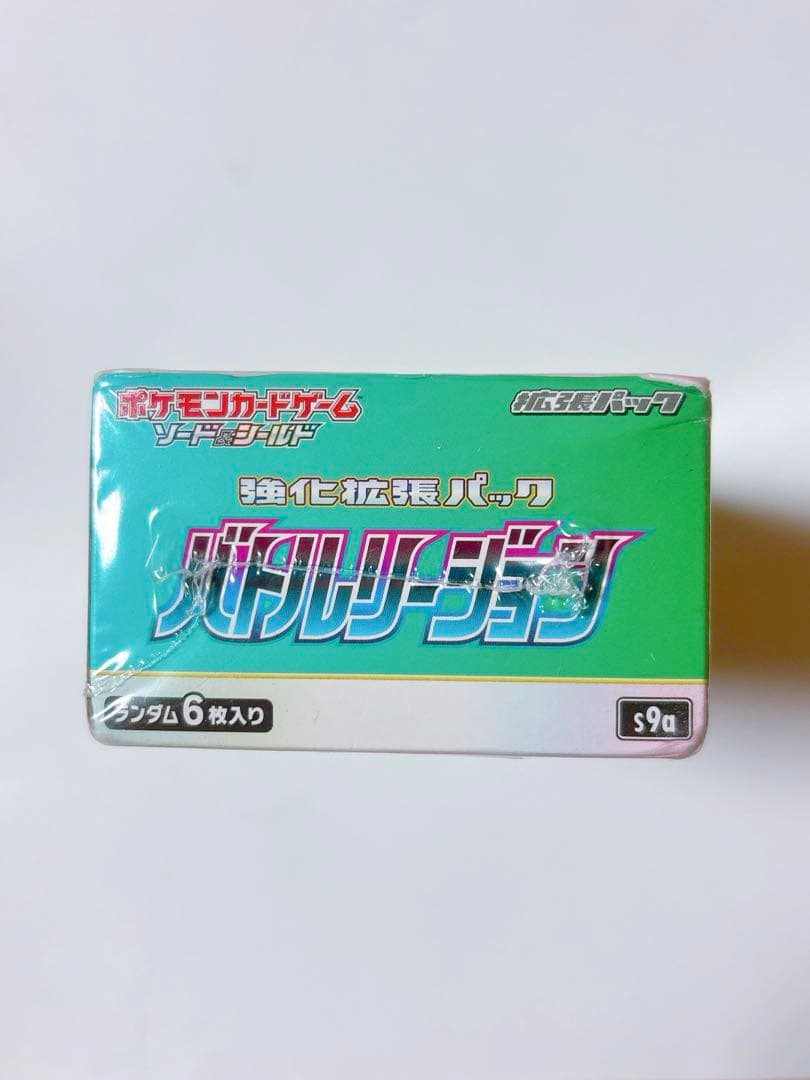 ポケモンカードゲーム
ソード&シールド
拡張パック
強化拡張パック
バトルリージョン
ランダム6枚入り
s9a